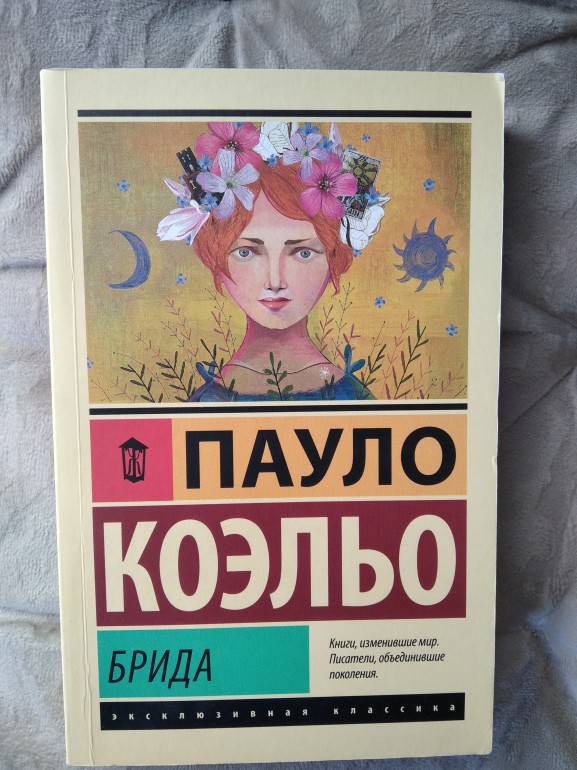 Ж
ПАУЛО
КОЭЛЬО
БРИДА
Книги, изменившие мир.
Писатели, объединившие
поколения.
эксклюзивная классика